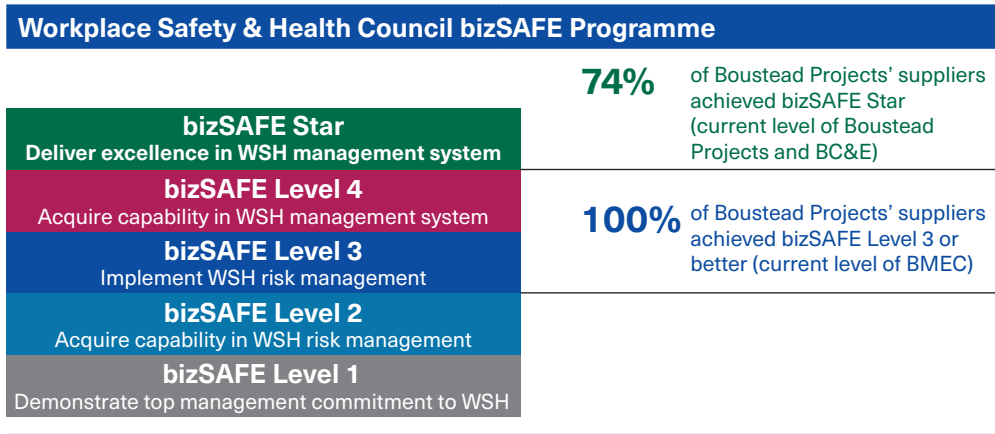 Workplace Safety & Health Council bizSAFE Programme
74%
of Boustead Projects' suppliers
achieved bizSAFE Star
(current level of Boustead
Projects and BC&E)
bizSAFE Star
Deliver excellence in WSH management system
bizSAFE Level 4
Acquire capability in WSH management system
100%
of Boustead Projects' suppliers
achieved bizSAFE Level 3 or
better (current level of BMEC)
bizSAFE Level 3
Implement WSH risk management
bizSAFE Level 2
Acquire capability in WSH risk management
bizSAFE Level 1
Demonstrate top management commitment to WSH